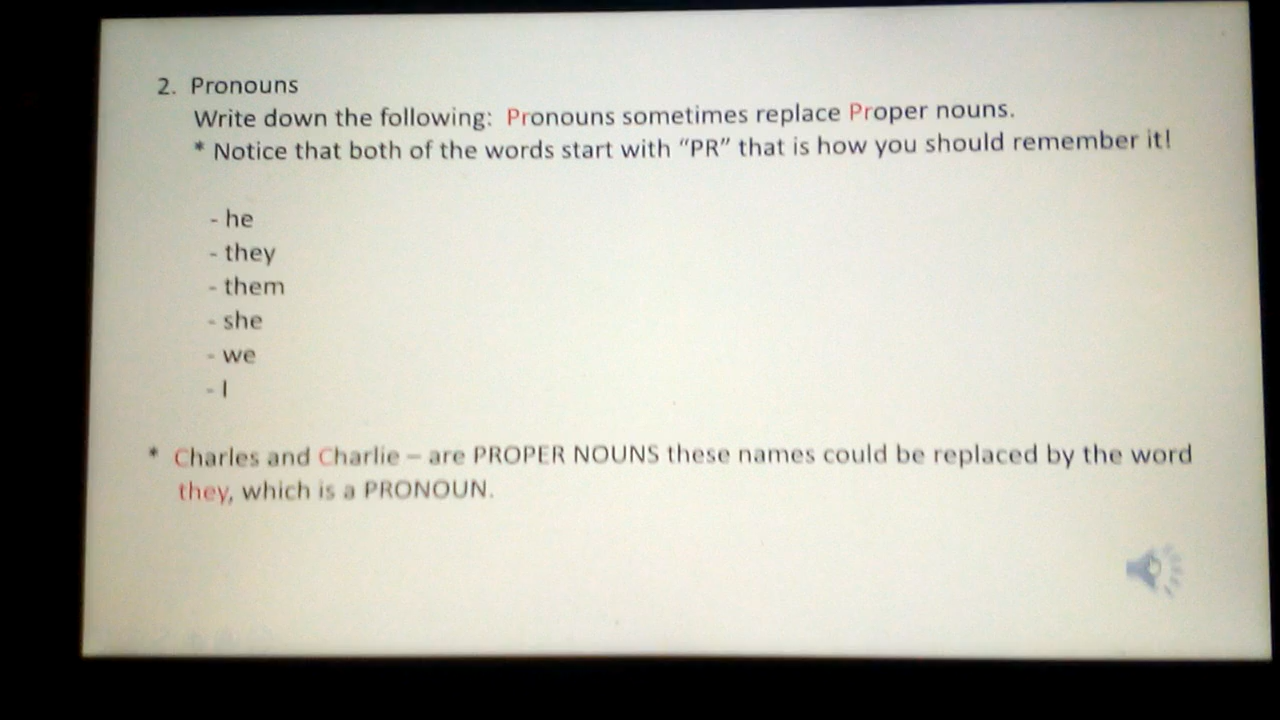 2. Pronouns
Write down the following: Pronouns sometimes replace Proper nouns.
* Notice that both of the words start with “PR” that is how you should remember it!
- he
- they
- them
- she
- we
- I
* Charles and Charlie – are PROPER NOUNS these names could be replaced by the word
they, which is a PRONOUN.